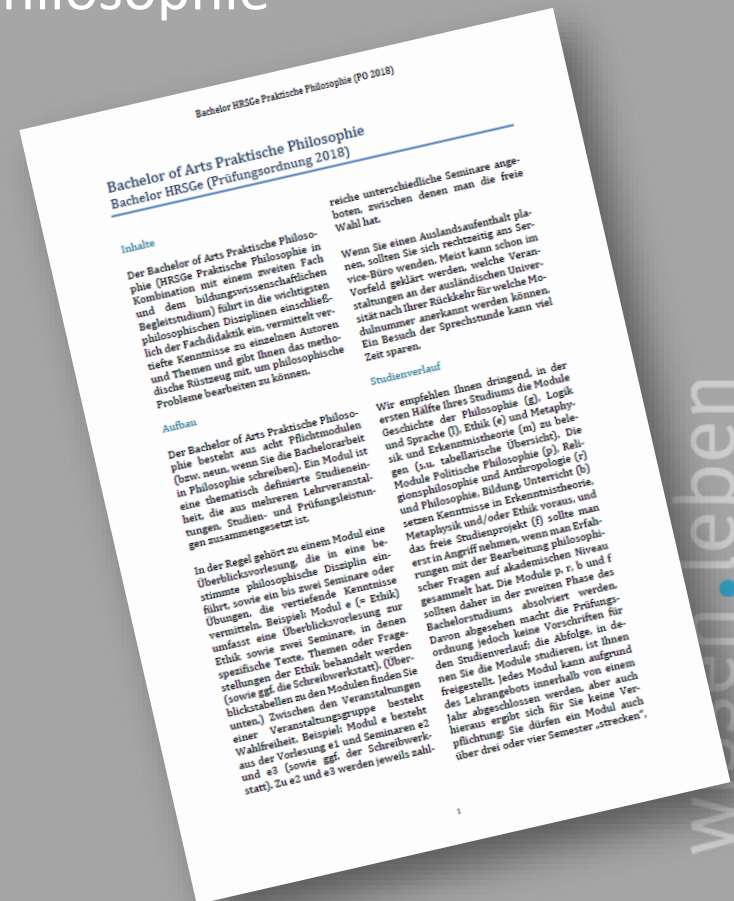 hilosophie
Bachelor HRSGe Praktische Philosophie (PO 2018)
Bachelor of Arts Praktische Philosophie
Bachelor HRSGe (Prüfungsordnung 2018)
Inhalte
Der Bachelor of Arts Praktische Philoso-
phie (HRSGe Praktische Philosophie in
Kombination mit einem zweiten Fach
und dem bildungswissenschaftlichen
Begleitstudium) führt in die wichtigsten
philosophischen Disziplinen einschließ-
lich der Fachdidaktik ein, vermittelt ver-
tiefte Kenntnisse zu einzelnen Autoren
und Themen und gibt Ihnen das metho-
dische Rüstzeug mit, um philosophische
Probleme bearbeiten zu können.
Aufbau
Der Bachelor of Arts Praktische Philoso-
phie besteht aus acht Pflichtmodulen
(bzw. neun, wenn Sie die Bachelorarbeit
in Philosophie schreiben). Ein Modul ist
eine thematisch definierte Studienein-
heit, die aus mehreren Lehrveranstal-
tungen, Studien- und Prüfungsleistun-
gen zusammengesetzt ist.
In der Regel gehört zu einem Modul eine
Überblicksvorlesung, die in eine be-
stimmte philosophische Disziplin ein-
führt, sowie ein bis zwei Seminare oder
Übungen, die vertiefende Kenntnisse
vermitteln. Beispiel: Modul e (= Ethik)
umfasst eine Überblicksvorlesung zur
Ethik sowie zwei Seminare, in denen
spezifische Texte, Themen oder Frage-
stellungen der Ethik behandelt werden
(sowie ggf. die Schreibwerkstatt). (Über-
blickstabellen zu den Modulen finden Sie
unten.) Zwischen den Veranstaltungen
einer Veranstaltungsgruppe besteht
Wahlfreiheit. Beispiel: Modul e besteht
aus der Vorlesung e1 und Seminaren e2
und e3 (sowie ggf. der Schreibwerk-
statt). Zu e2 und e3 werden jeweils zahl-
reiche unterschiedliche Seminare ange-
boten, zwischen denen man die freie
Wahl hat.
Wenn Sie einen Auslandsaufenthalt pla-
nen, sollten Sie sich rechtzeitig ans Ser-
vice-Büro wenden. Meist kann schon im
Vorfeld geklärt werden, welche Veran-
staltungen an der ausländischen Univer-
sität nach Ihrer Rückkehr für welche Mo-
dulnummer anerkannt werden können.
Ein Besuch der Sprechstunde kann viel
Zeit sparen.
Studienverlauf
Wir empfehlen Ihnen dringend, in der
ersten Hälfte Ihres Studiums die Module
Geschichte der Philosophie (g), Logik
und Sprache (l), Ethik (e) und Metaphy-
sik und Erkenntnistheorie (m) zu bele-
gen (s.u. tabellarische Übersicht). Die
Module Politische Philosophie (p), Reli-
gionsphilosophie und Anthropologie (r)
und Philosophie, Bildung, Unterricht (b)
setzen Kenntnisse in Erkenntnistheorie,
Metaphysik und/oder Ethik voraus, und
das freie Studienprojekt (f) sollte man
erst in Angriff nehmen, wenn man Erfah-
rungen mit der Bearbeitung philosophi-
scher Fragen auf akademischen Niveau
gesammelt hat. Die Module p, r, b und f
sollten daher in der zweiten Phase des
Bachelorstudiums absolviert werden.
Davon abgesehen macht die Prüfungs-
ordnung jedoch keine Vorschriften für
den Studienverlauf; die Abfolge, in de-
nen Sie die Module studieren, ist Ihnen
freigestellt. Jedes Modul kann aufgrund
des Lehrangebots innerhalb von einem
Jahr abgeschlossen werden, aber auch
hieraus ergibt sich für Sie keine Ver-
pflichtung: Sie dürfen ein Modul auch
über drei oder vier Semester „strecken“,
1
wissen.leben